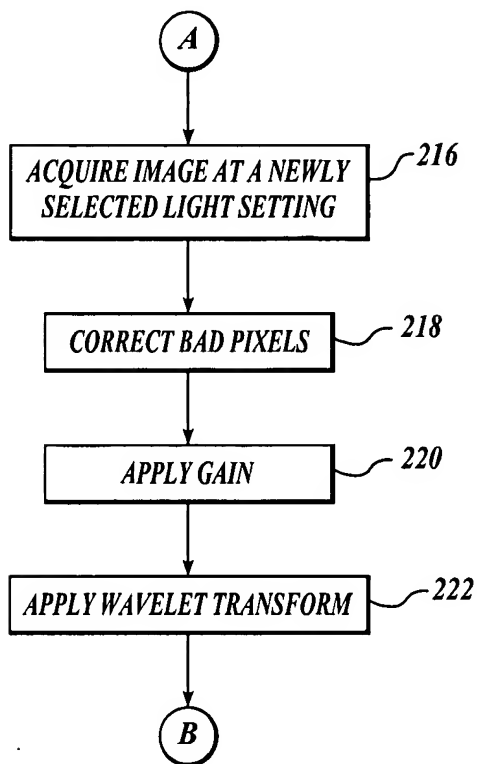 A
ACQUIRE IMAGE AT A NEWLY
SELECTED LIGHT SETTING
216
CORRECT BAD PIXELS
218
APPLY GAIN
220
APPLY WAVELET TRANSFORM
222
B